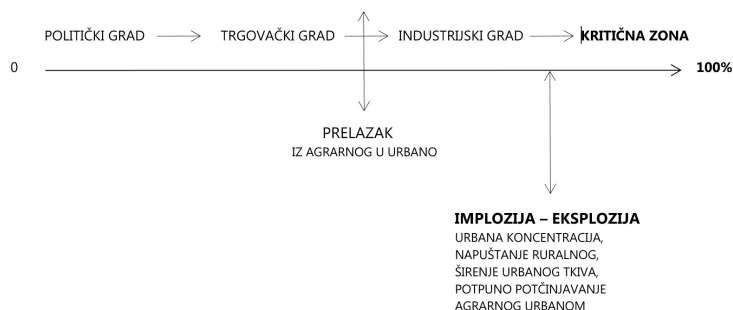 POLITIČKI GRAD TRGOVAČKI GRAD INDUSTRIJSKI GRAD KRITIČNA ZONA
0 100%
PRELAZAK
IZ AGRARNOG U URBANO
IMPLOZIJA – EKSPLOZIJA
URBANA KONCENTRACIJA,
NAPUŠTANJE RURALNOG,
ŠIRENJE URBANOG TKIVA,
POTPUNO POTČINJAVANJE
AGRARNOG URBANOM